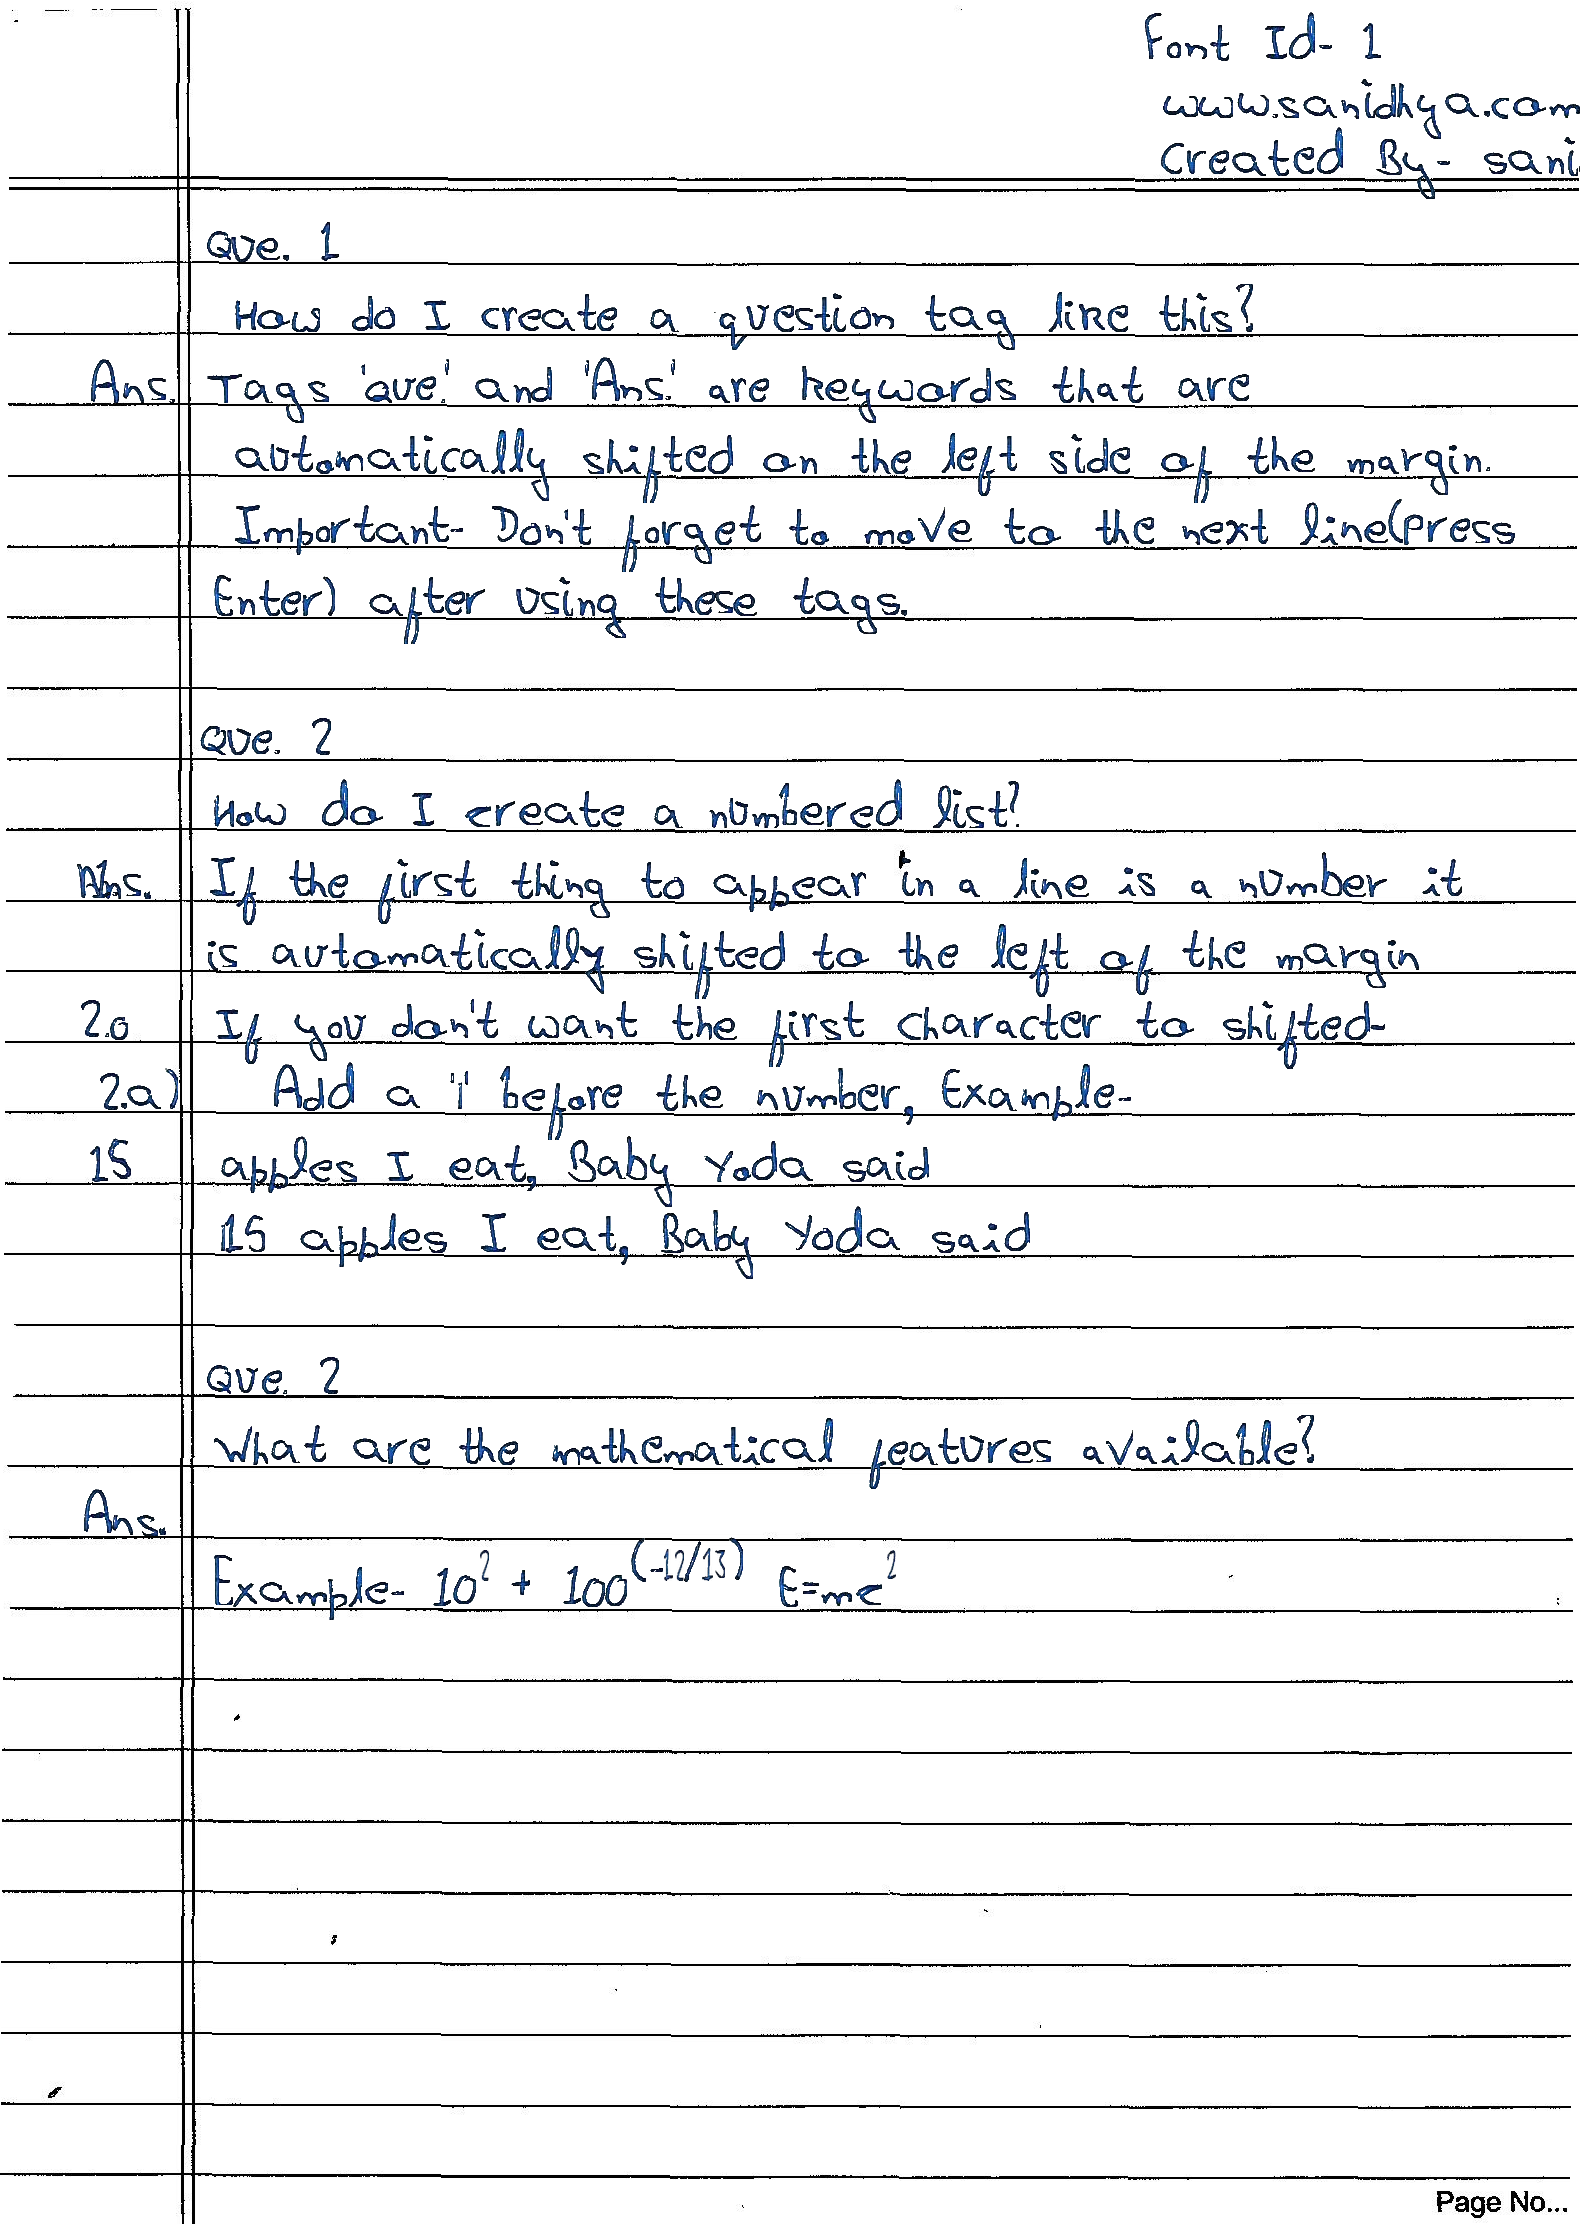 Font Id- 1
www.sanidhya.com
Created By- sani
Que. 1
How do I create a question tag like this?
Ans. Tags 'Que.' and 'Ans.' are keywords that are
automatically shifted on the left side of the margin.
Important- Don't forget to move to the next line(press
Enter) after using these tags.
Que. 2
How do I create a numbered list?
Ans. If the first thing to appear in a line is a number it
is automatically shifted to the left of the margin
2.0 If you don't want the first character to shifted-
2.a) Add a '\' before the number, Example-
15 apples I eat, Baby Yoda said
15 apples I eat, Baby Yoda said
Que. 2
What are the mathematical features available?
Ans.
Example- 10² + 100^(-12/13) E=mc²
Page No...